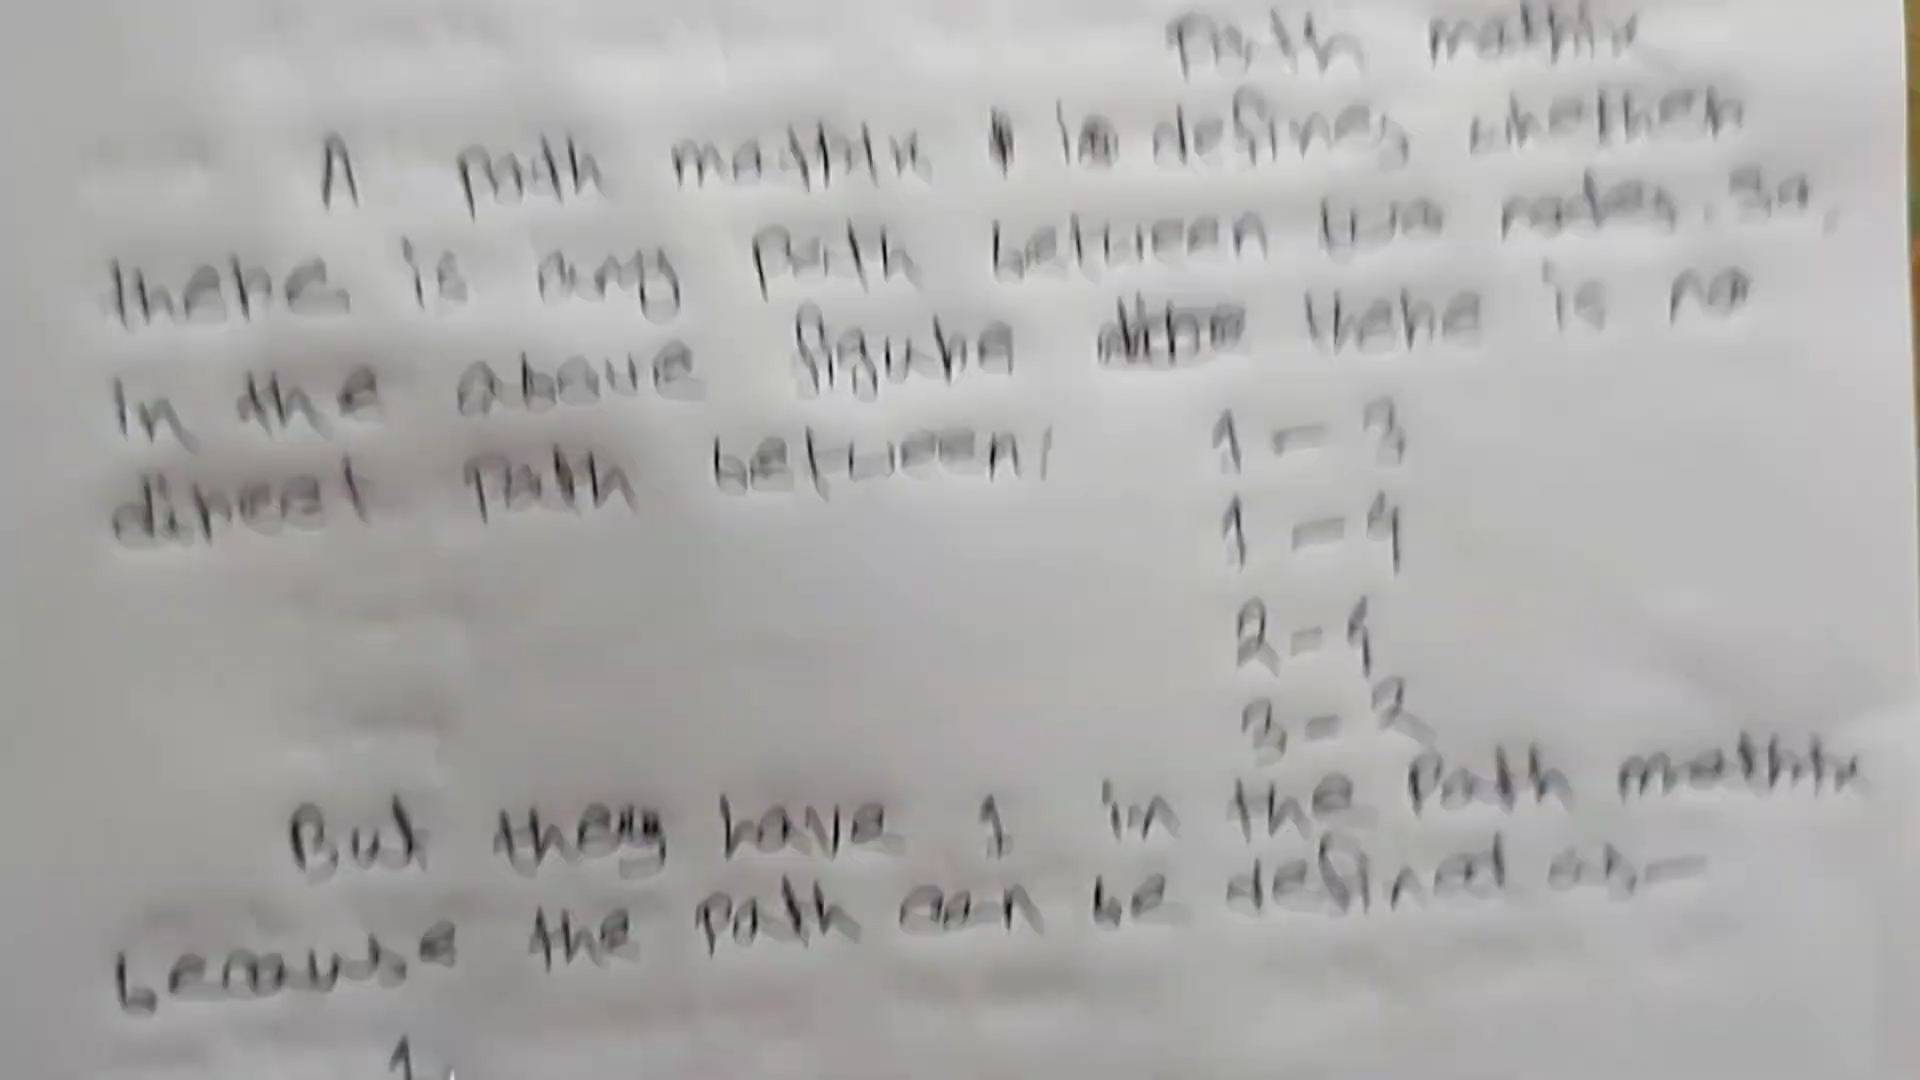 Path matrix
A path matrix is defines whether
there is any path between two nodes. So,
in the above figure there is no
direct path between, 1 - 3
1 - 4
2 - 4
3 - 2
But they have 1 in the path matrix
because the path can be defined as-
1